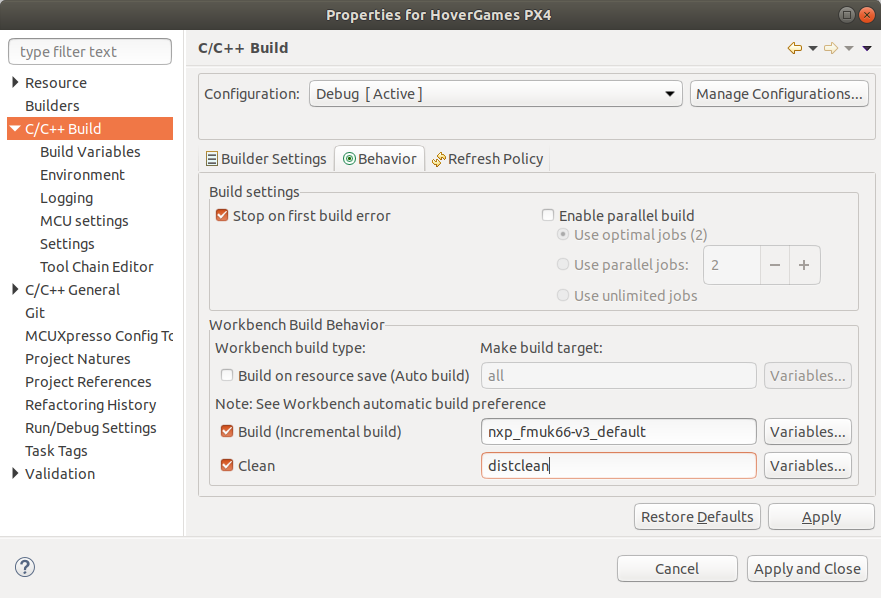 Properties for HoverGames PX4
type filter text
Resource
Builders
C/C++ Build
Build Variables
Environment
Logging
MCU settings
Settings
Tool Chain Editor
C/C++ General
Git
MCUXpresso Config To
Project Natures
Project References
Refactoring History
Run/Debug Settings
Task Tags
Validation
C/C++ Build
Configuration: Debug [ Active ] Manage Configurations...
Builder Settings Behavior Refresh Policy
Build settings
Stop on first build error Enable parallel build
Use optimal jobs (2)
Use parallel jobs: 2 − +
Use unlimited jobs
Workbench Build Behavior
Workbench build type: Make build target:
Build on resource save (Auto build) all Variables...
Note: See Workbench automatic build preference
Build (Incremental build) nxp_fmuk66-v3_default Variables...
Clean distclean Variables...
Restore Defaults Apply
? Cancel Apply and Close